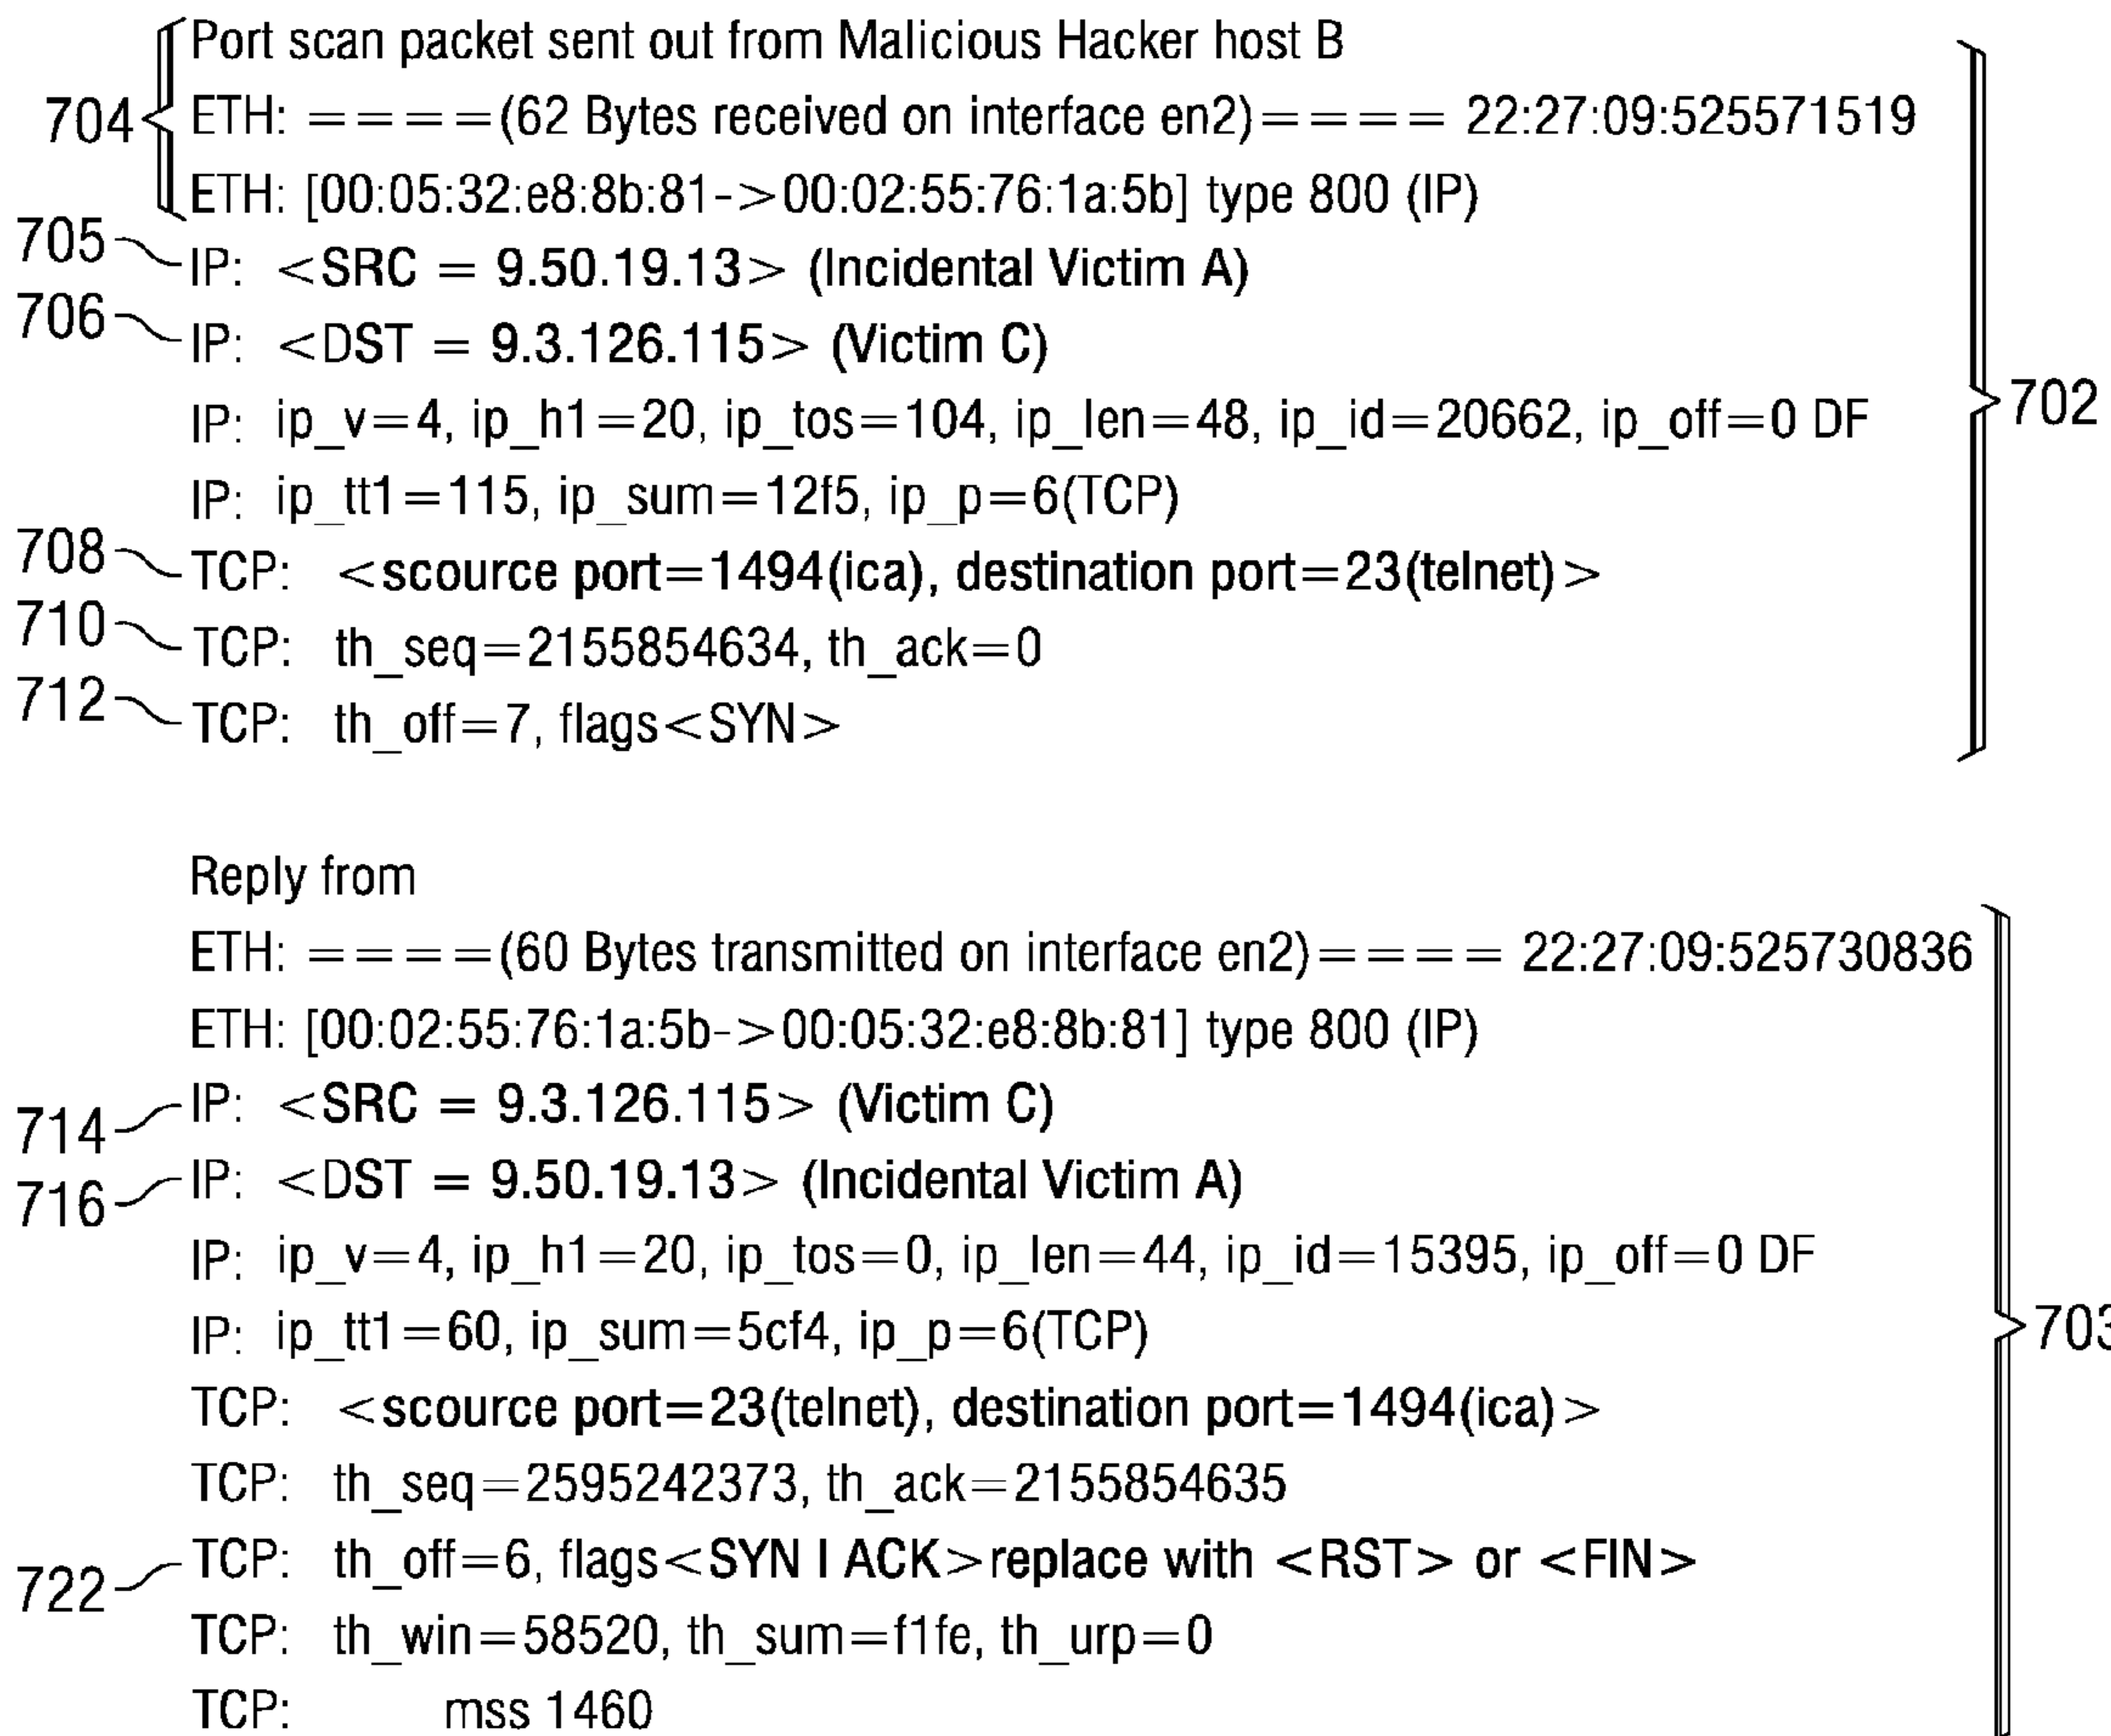 Port scan packet sent out from Malicious Hacker host B
704 ETH: ====(62 Bytes received on interface en2)==== 22:27:09:525571519
ETH: [00:05:32:e8:8b:81->00:02:55:76:1a:5b] type 800 (IP)
705 IP: <SRC = 9.50.19.13> (Incidental Victim A)
706 IP: <DST = 9.3.126.115> (Victim C)
IP: ip_v=4, ip_h1=20, ip_tos=104, ip_len=48, ip_id=20662, ip_off=0 DF 702
IP: ip_tt1=115, ip_sum=12f5, ip_p=6(TCP)
708 TCP: <scource port=1494(ica), destination port=23(telnet)>
710 TCP: th_seq=2155854634, th_ack=0
712 TCP: th_off=7, flags<SYN>
Reply from
ETH: ====(60 Bytes transmitted on interface en2)==== 22:27:09:525730836
ETH: [00:02:55:76:1a:5b->00:05:32:e8:8b:81] type 800 (IP)
714 IP: <SRC = 9.3.126.115> (Victim C)
716 IP: <DST = 9.50.19.13> (Incidental Victim A)
IP: ip_v=4, ip_h1=20, ip_tos=0, ip_len=44, ip_id=15395, ip_off=0 DF
IP: ip_tt1=60, ip_sum=5cf4, ip_p=6(TCP) 703
TCP: <scource port=23(telnet), destination port=1494(ica)>
TCP: th_seq=2595242373, th_ack=2155854635
722 TCP: th_off=6, flags<SYN I ACK>replace with <RST> or <FIN>
TCP: th_win=58520, th_sum=f1fe, th_urp=0
TCP: mss 1460